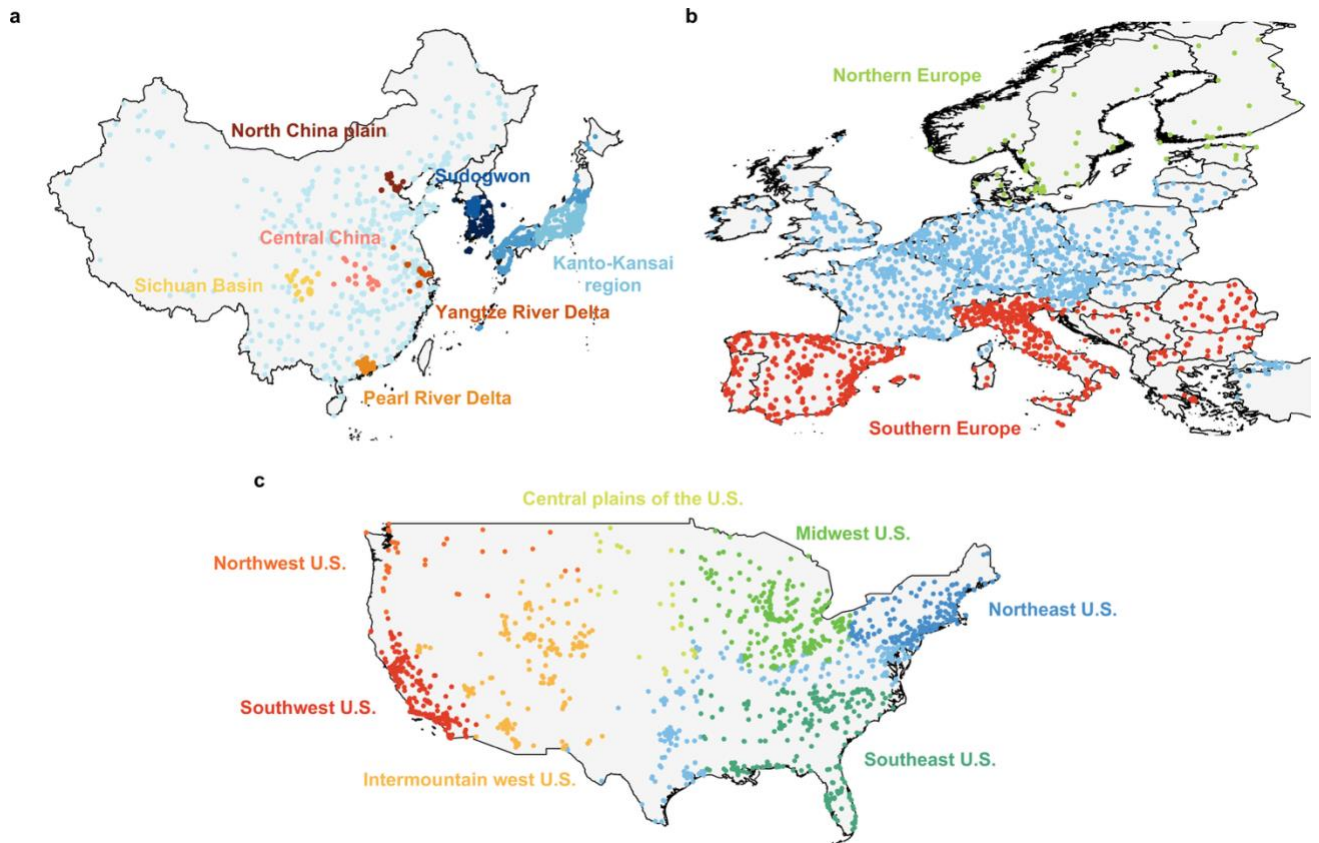 a
North China plain
Sudogwon
Central China
Sichuan Basin
Kanto-Kansai
region
Yangtze River Delta
Pearl River Delta
b
Northern Europe
Southern Europe
c
Central plains of the U.S.
Midwest U.S.
Northwest U.S.
Northeast U.S.
Southwest U.S.
Southeast U.S.
Intermountain west U.S.